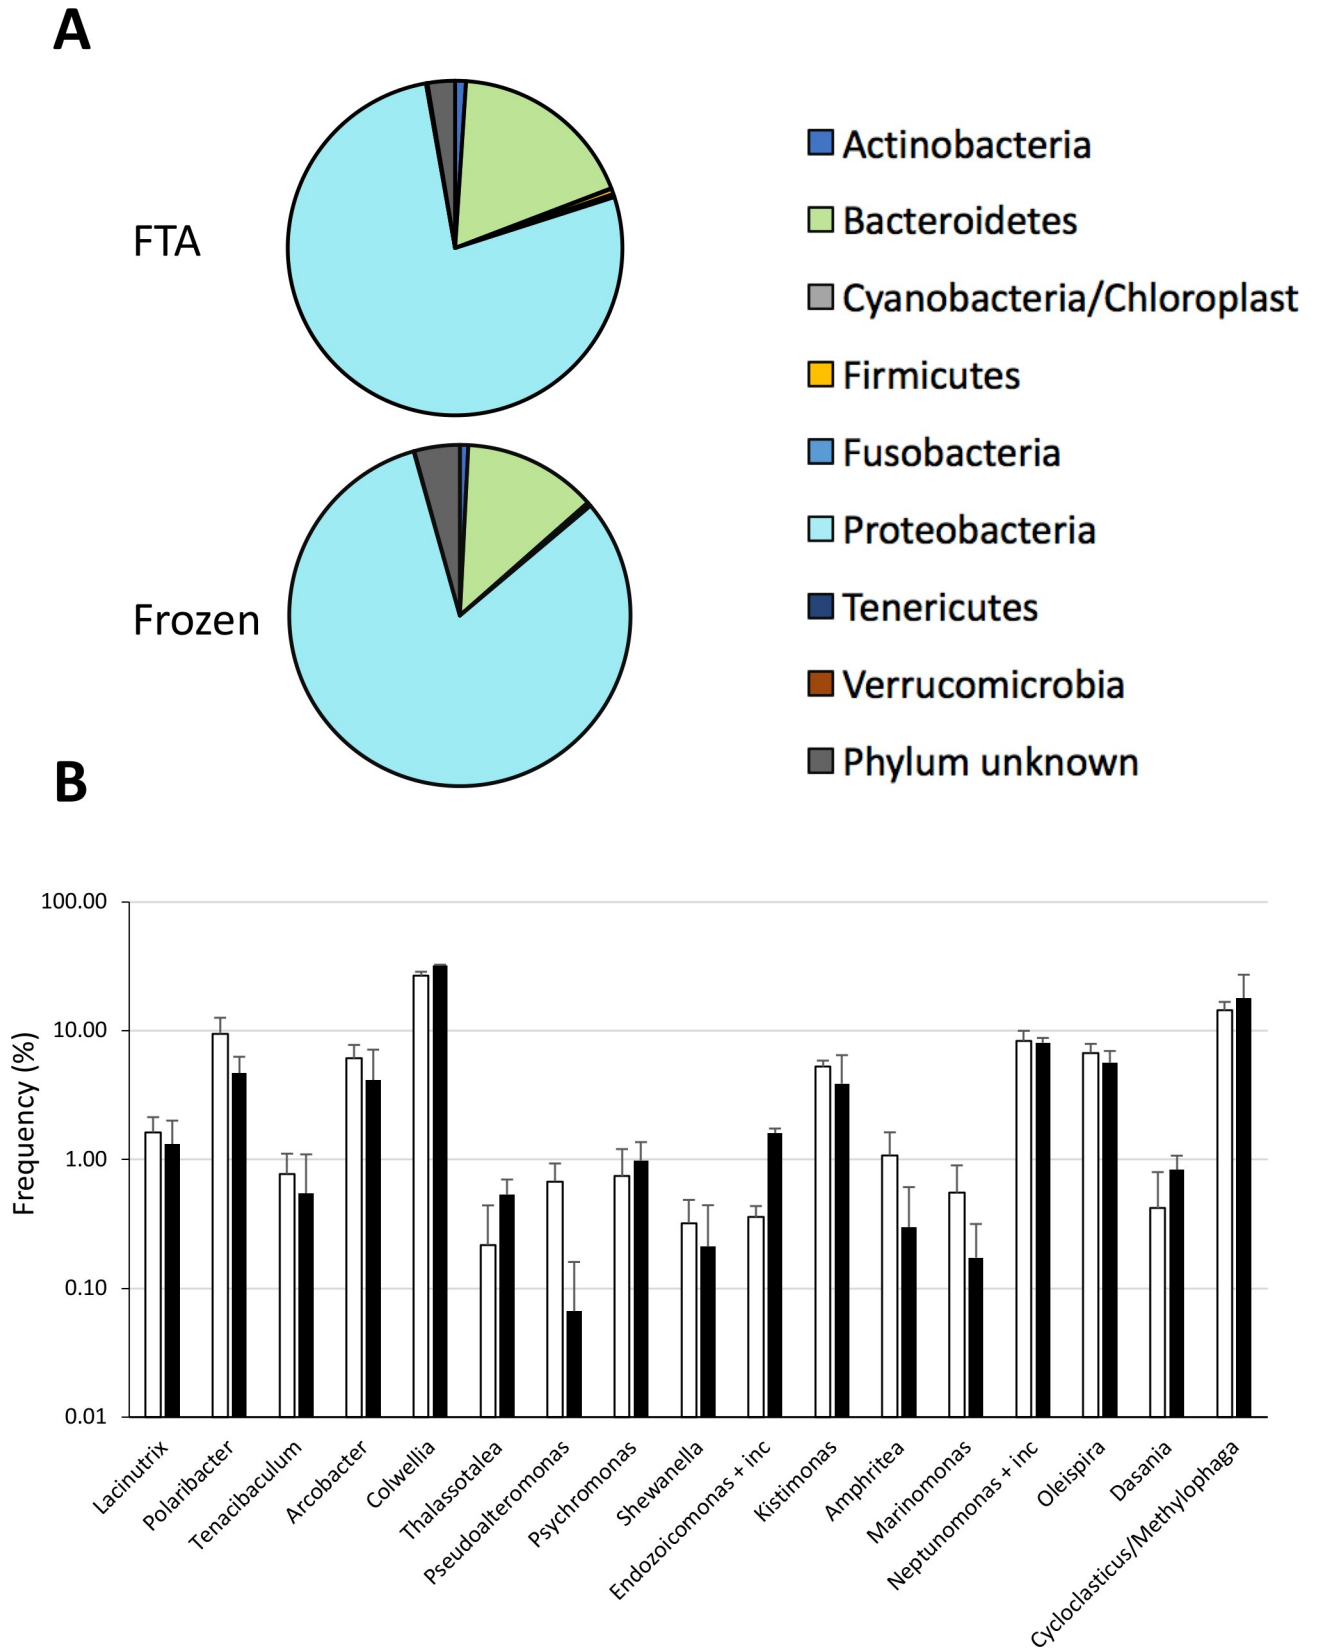 A
FTA
Frozen
Actinobacteria
Bacteroidetes
Cyanobacteria/Chloroplast
Firmicutes
Fusobacteria
Proteobacteria
Tenericutes
Verrucomicrobia
Phylum unknown
B
Frequency (%)
100.00
10.00
1.00
0.10
0.01
Lacinutrix
Polaribacter
Tenacibaculum
Arcobacter
Colwellia
Thalassotalea
Pseudoalteromonas
Psychromonas
Shewanella
Endozoicomonas + inc
Kistimonas
Amphritea
Marinomonas
Neptunomonas + inc
Oleispira
Dasania
Cycloclasticus/Methylophaga